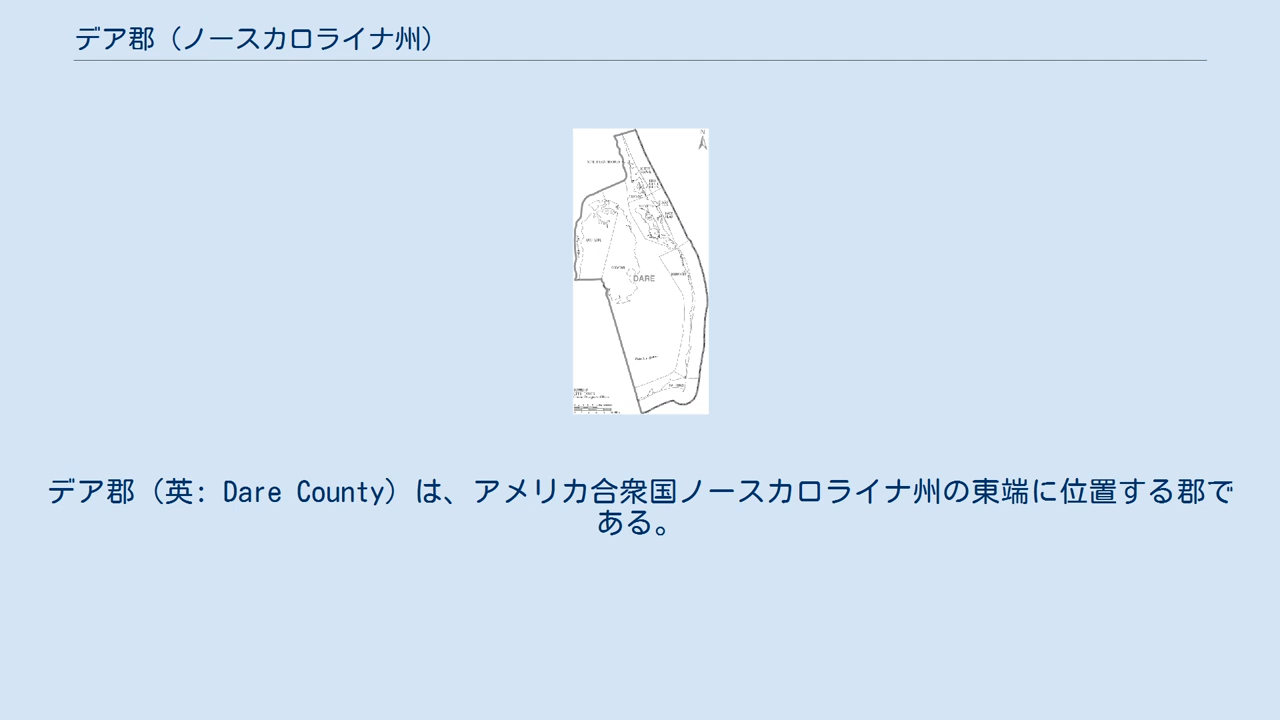 デア郡（ノースカロライナ州）
N
DARE
デア郡（英: Dare County）は、アメリカ合衆国ノースカロライナ州の東端に位置する郡で
ある。